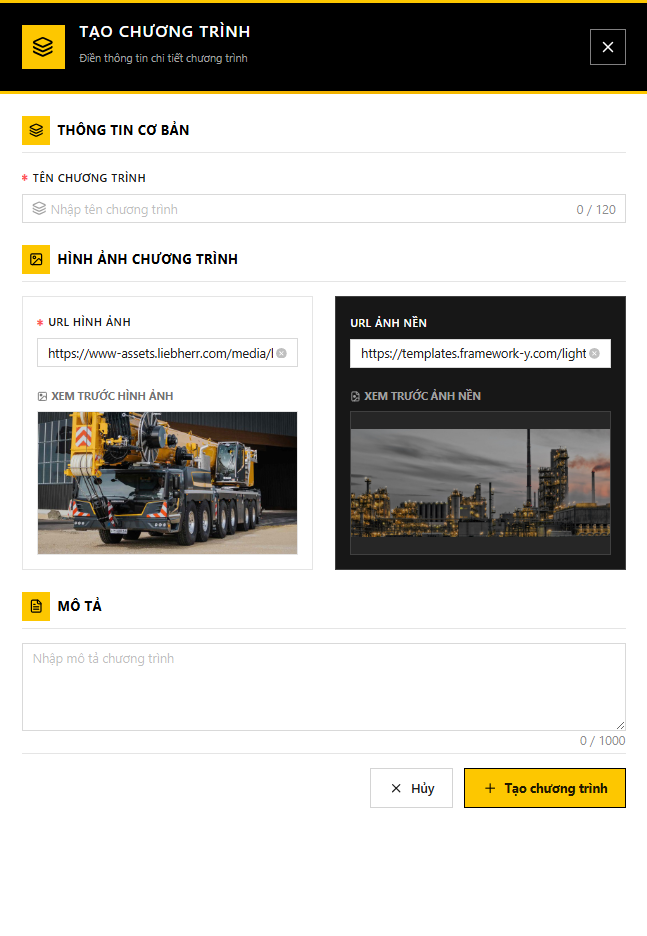 TẠO CHƯƠNG TRÌNH
Điền thông tin chi tiết chương trình
THÔNG TIN CƠ BẢN
* TÊN CHƯƠNG TRÌNH
Nhập tên chương trình
0 / 120
HÌNH ẢNH CHƯƠNG TRÌNH
* URL HÌNH ẢNH
https://www-assets.liebherr.com/media/l
XEM TRƯỚC HÌNH ẢNH
URL ẢNH NỀN
https://templates.framework-y.com/light
XEM TRƯỚC ẢNH NỀN
MÔ TẢ
Nhập mô tả chương trình
0 / 1000
Hủy
Tạo chương trình